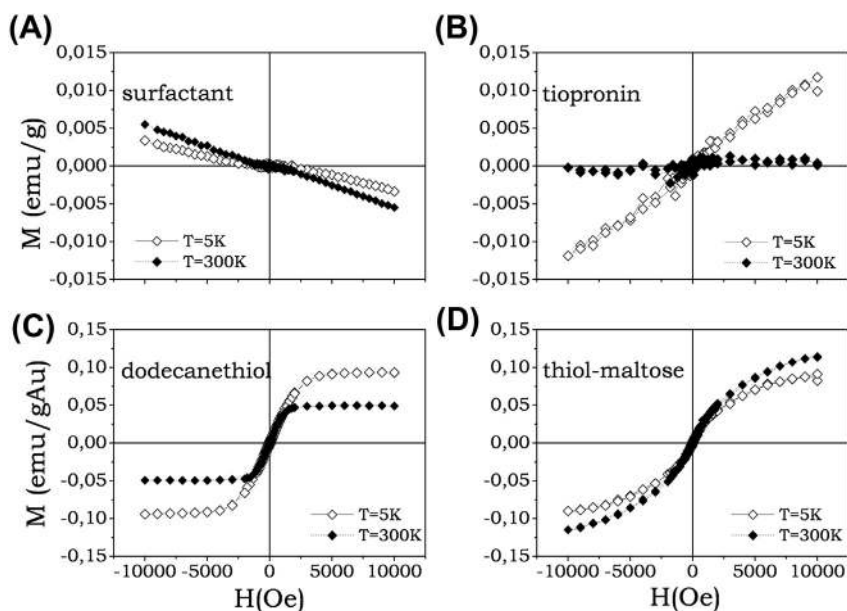 (A)
(B)
0,015
0,010
0,005
0,000
-0,005
-0,010
-0,015
M (emu/g)
surfactant
T=5K
T=300K
0,015
0,010
0,005
0,000
-0,005
-0,010
-0,015
tiopronin
T=5K
T=300K
(C)
(D)
0,15
0,10
0,05
0,00
-0,05
-0,10
-0,15
M (emu/gAu)
dodecanethiol
T=5K
T=300K
-10000 -5000 0 5000 10000
H(Oe)
0,15
0,10
0,05
0,00
-0,05
-0,10
-0,15
thiol-maltose
T=5K
T=300K
-10000 -5000 0 5000 10000
H(Oe)